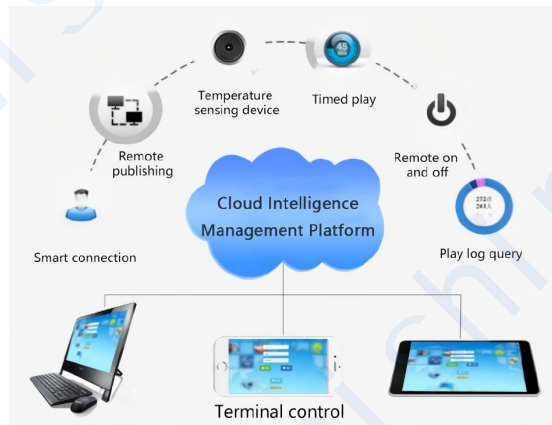 Temperature
sensing device
Timed play
45
Remote
publishing
Remote on
and off
Cloud Intelligence
Management Platform
Smart connection
Play log query
Terminal control